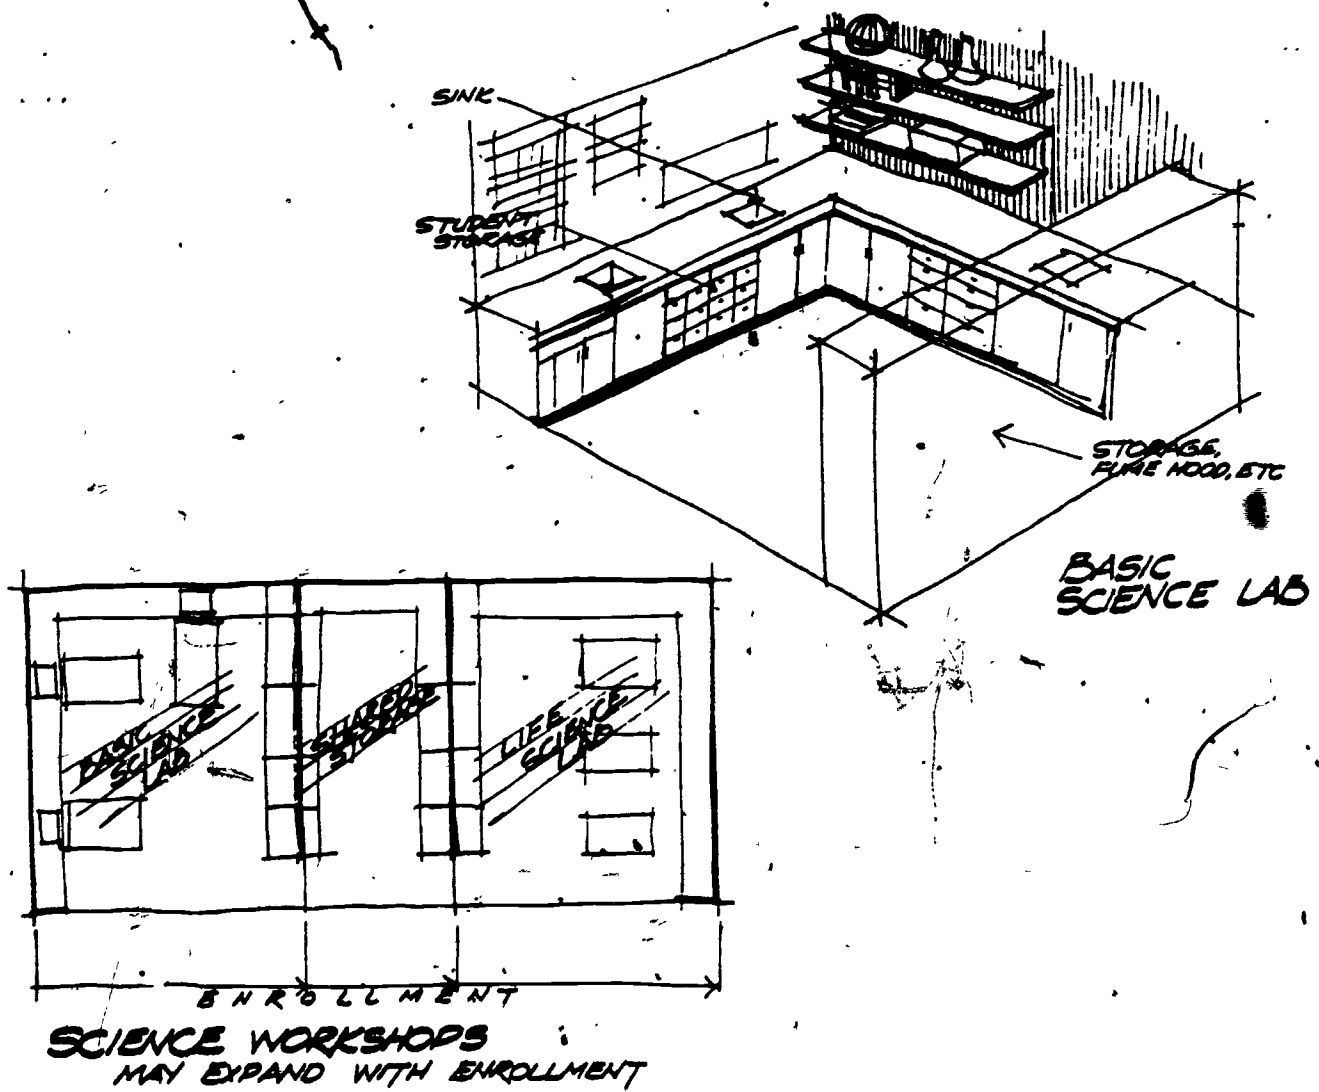 SINK
STUDENT
STORAGE
STORAGE,
FUME HOOD, ETC
BASIC
SCIENCE LAB
BASIC
SCIENCE
LAB
SHARED
STORAGE
LIFE
SCIENCE
LAB
ENROLLMENT
SCIENCE WORKSHOPS
MAY EXPAND WITH ENROLLMENT